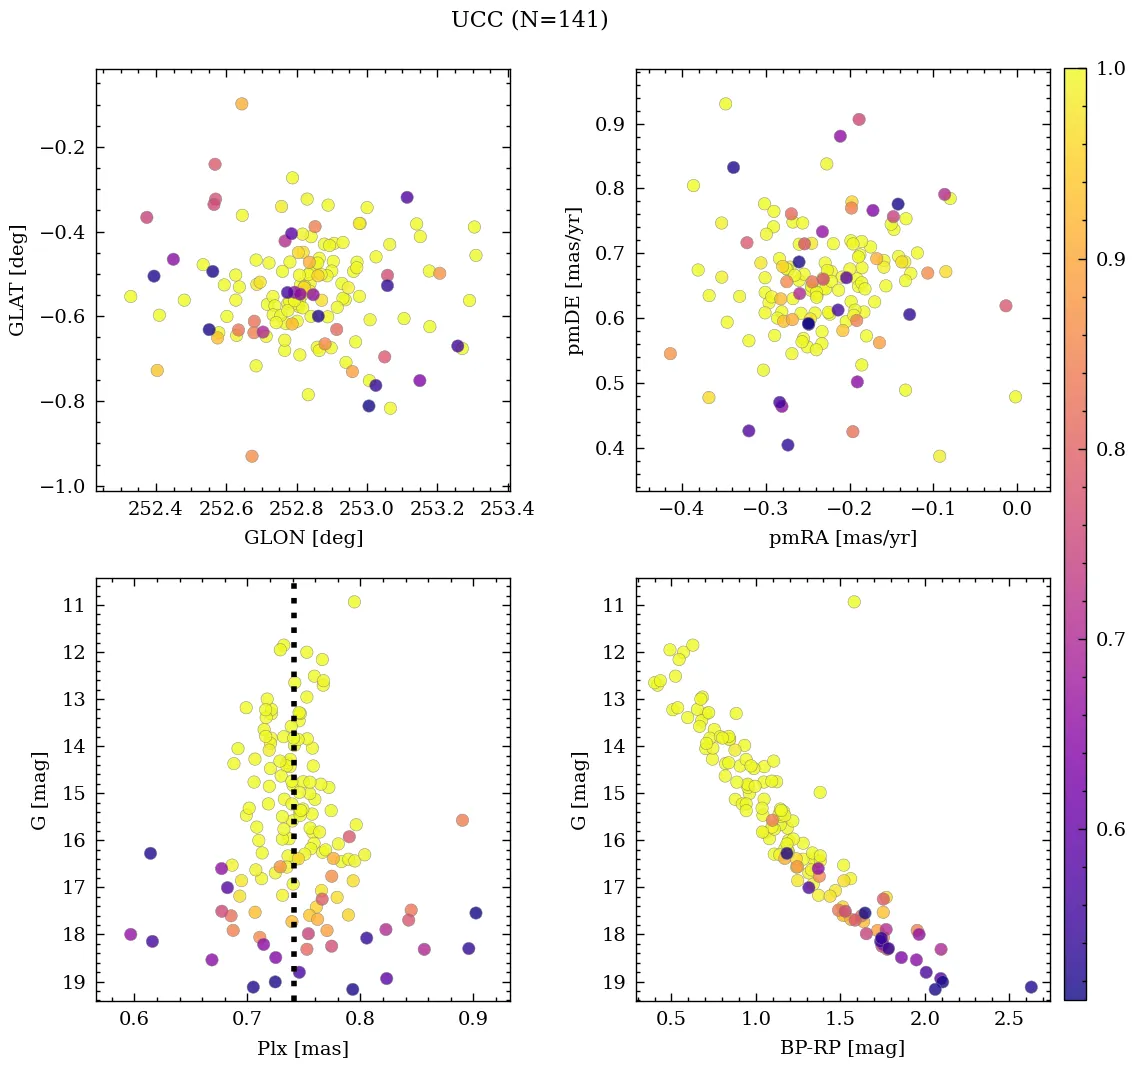 UCC (N=141)
−0.2
−0.4
−0.6
−0.8
−1.0
GLAT [deg]
252.4 252.6 252.8 253.0 253.2 253.4
GLON [deg]
0.9
0.8
0.7
0.6
0.5
0.4
pmDE [mas/yr]
−0.4 −0.3 −0.2 −0.1 0.0
pmRA [mas/yr]
1.0
0.9
0.8
0.7
0.6
11
12
13
14
15
16
17
18
19
G [mag]
0.6 0.7 0.8 0.9
Plx [mas]
11
12
13
14
15
16
17
18
19
G [mag]
0.5 1.0 1.5 2.0 2.5
BP-RP [mag]